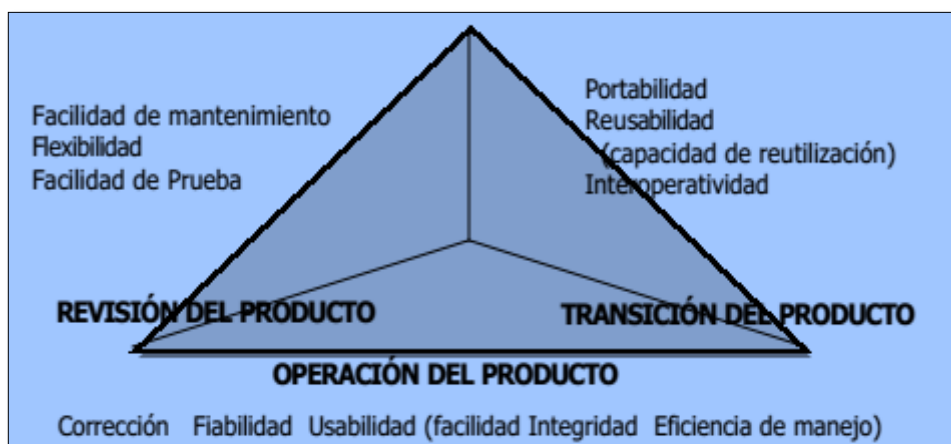 Facilidad de mantenimiento
Flexibilidad
Facilidad de Prueba
Portabilidad
Reusabilidad
(capacidad de reutilización)
Interoperatividad
REVISIÓN DEL PRODUCTO
TRANSICIÓN DEL PRODUCTO
OPERACIÓN DEL PRODUCTO
Corrección Fiabilidad Usabilidad (facilidad Integridad Eficiencia de manejo)